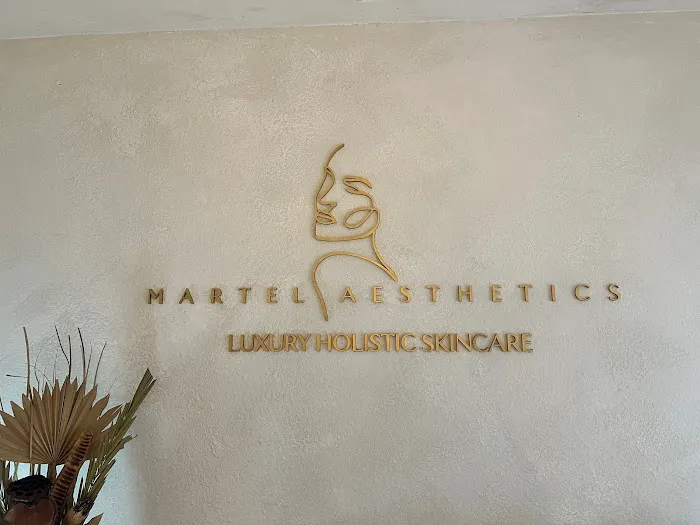 MARTEL AESTHETICS
LUXURY HOLISTIC SKINCARE